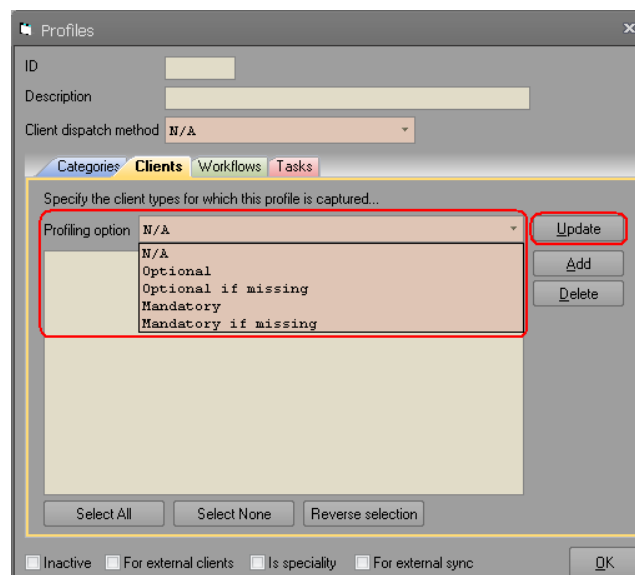 Profiles
ID
Description
Client dispatch method N/A
Categories Clients Workflows Tasks
Specify the client types for which this profile is captured...
Profiling option N/A Update
N/A
Optional
Optional if missing
Mandatory
Mandatory if missing
Add
Delete
Select All Select None Reverse selection
Inactive For external clients Is speciality For external sync OK